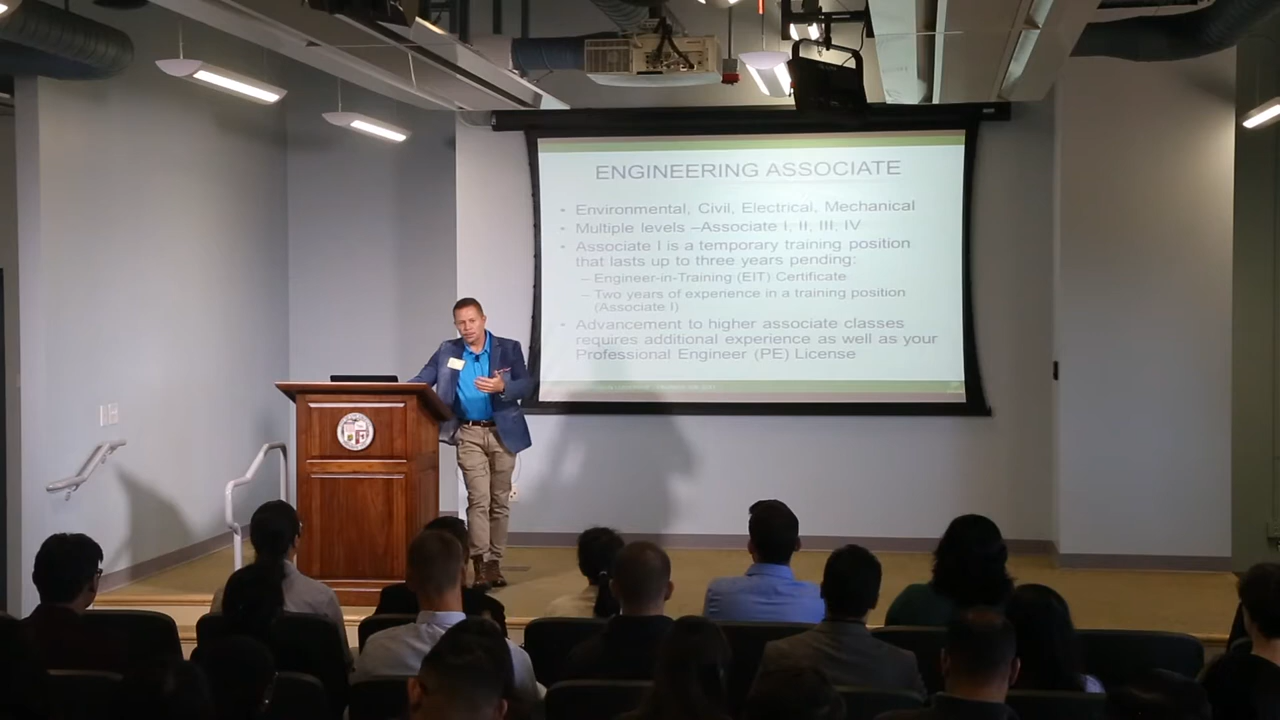 ENGINEERING ASSOCIATE
• Environmental, Civil, Electrical, Mechanical
• Multiple levels –Associate I, II, III, IV
• Associate I is a temporary training position
that lasts up to three years pending:
– Engineer-in-Training (EIT) Certificate
– Two years of experience in a training position
(Associate I)
• Advancement to higher associate classes
requires additional experience as well as your
Professional Engineer (PE) License